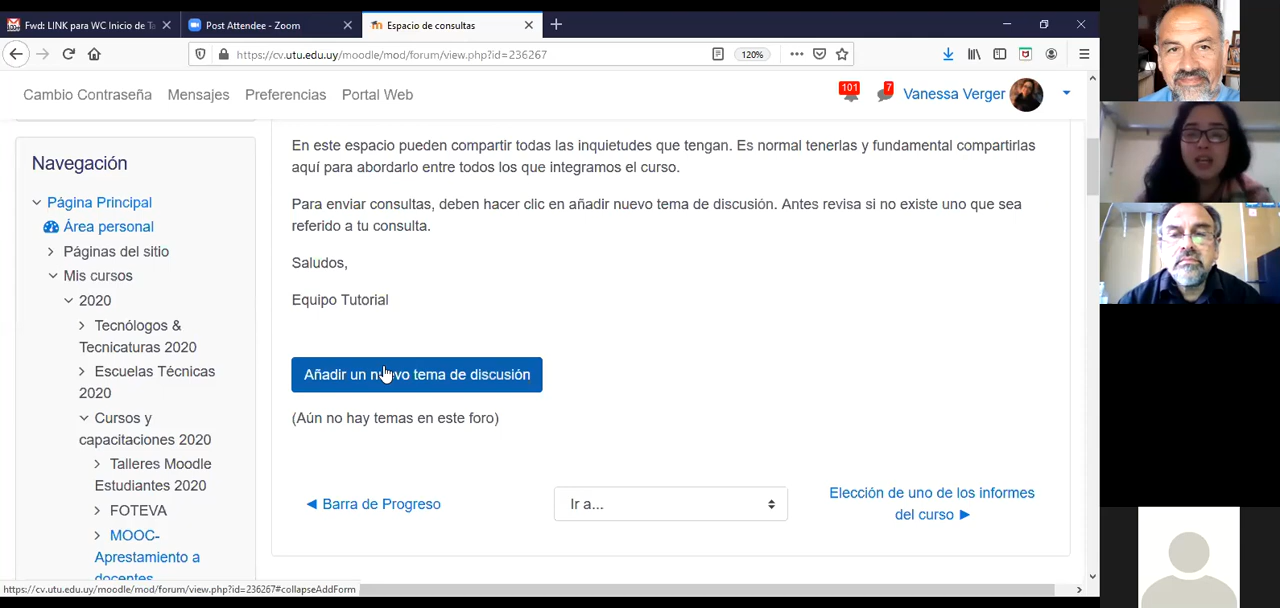 Fwd: LINK para WC Inicio de Ta
Post Attendee - Zoom
Espacio de consultas
https://cv.utu.edu.uy/moodle/mod/forum/view.php?id=236267
120%
Cambio Contraseña Mensajes Preferencias Portal Web
101
7
Vanessa Verger
Navegación
Página Principal
Área personal
Páginas del sitio
Mis cursos
2020
Tecnólogos &
Tecnicaturas 2020
Escuelas Técnicas
2020
Cursos y
capacitaciones 2020
Talleres Moodle
Estudiantes 2020
FOTEVA
MOOC-
Aprestamiento a
docentes
En este espacio pueden compartir todas las inquietudes que tengan. Es normal tenerlas y fundamental compartirlas
aquí para abordarlo entre todos los que integramos el curso.
Para enviar consultas, deben hacer clic en añadir nuevo tema de discusión. Antes revisa si no existe uno que sea
referido a tu consulta.
Saludos,
Equipo Tutorial
Añadir un nuevo tema de discusión
(Aún no hay temas en este foro)
◀ Barra de Progreso
Ir a...
Elección de uno de los informes
del curso ▶
https://cv.utu.edu.uy/moodle/mod/forum/view.php?id=236267#collapseAddForm